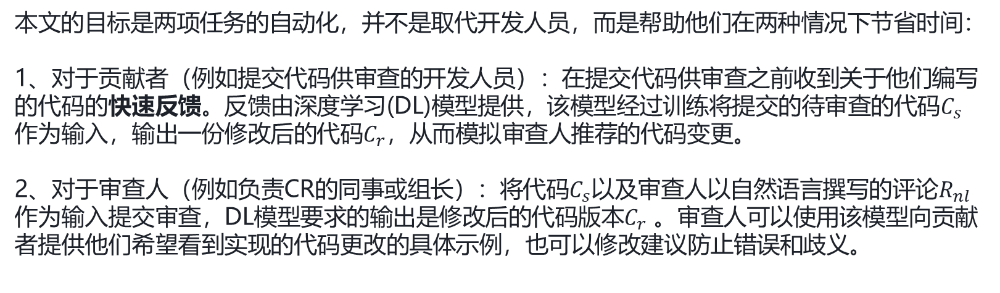 本文的目标是两项任务的自动化，并不是取代开发人员，而是帮助他们在两种情况下节省时间：
1、对于贡献者（例如提交代码供审查的开发人员）：在提交代码供审查之前收到关于他们编写
的代码的快速反馈。反馈由深度学习(DL)模型提供，该模型经过训练将提交的待审查的代码𝐶𝑠
作为输入，输出一份修改后的代码𝐶𝑟，从而模拟审查人推荐的代码变更。
2、对于审查人（例如负责CR的同事或组长）：将代码𝐶𝑠以及审查人以自然语言撰写的评论𝑅𝑛𝑙
作为输入提交审查，DL模型要求的输出是修改后的代码版本𝐶𝑟 。审查人可以使用该模型向贡献
者提供他们希望看到实现的代码更改的具体示例，也可以修改建议防止错误和歧义。